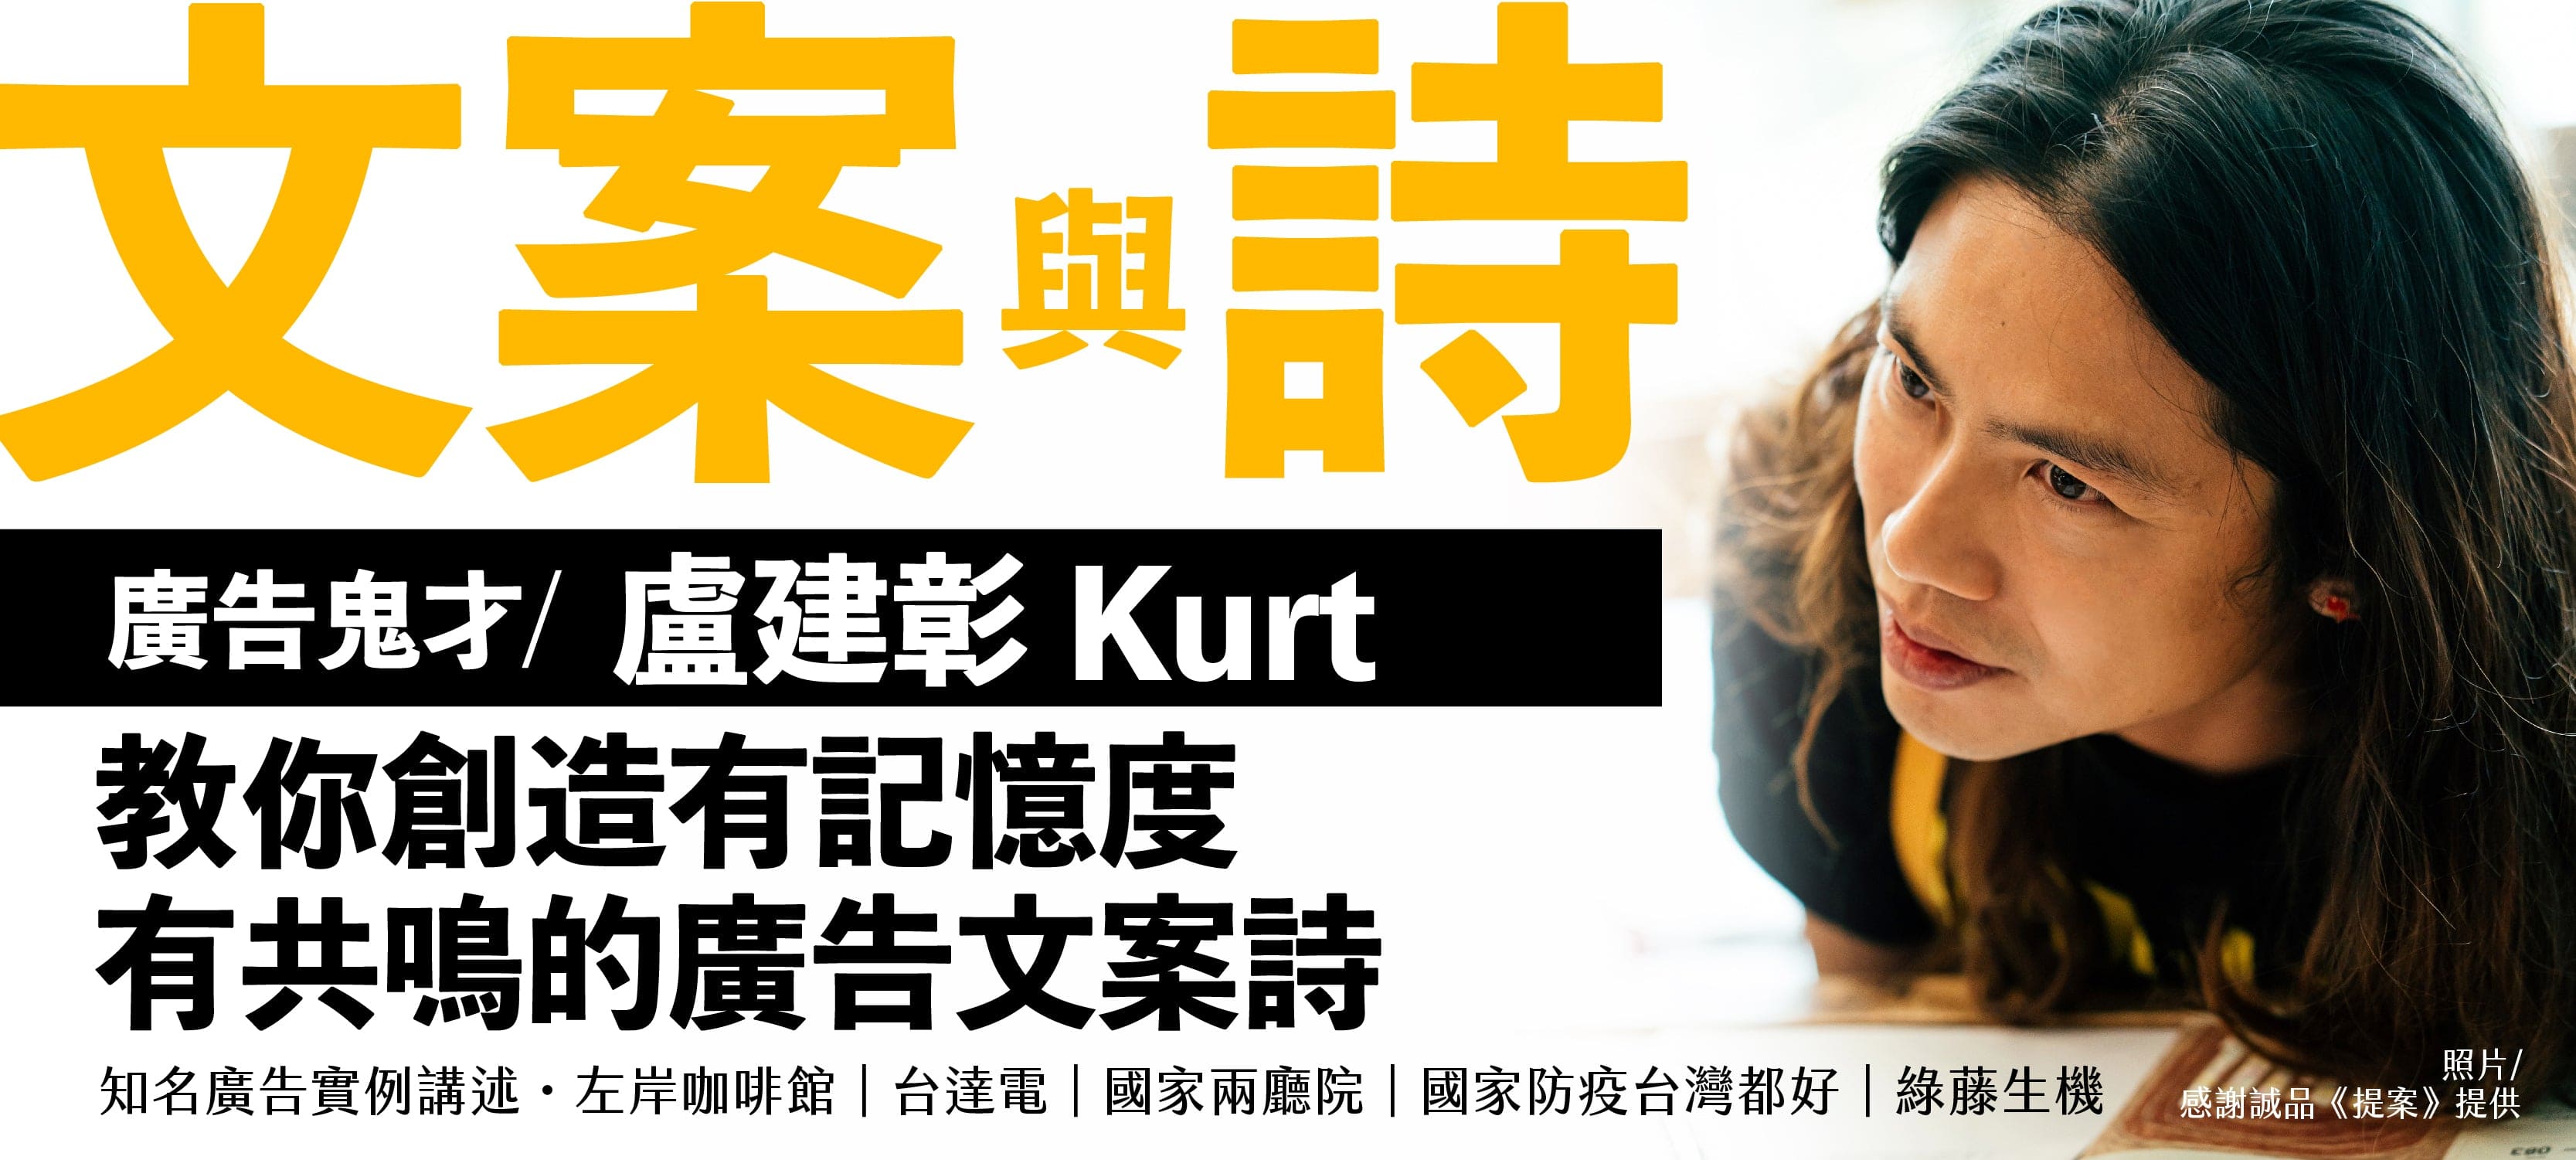 文案與詩
廣告鬼才/ 盧建彰 Kurt
教你創造有記憶度
有共鳴的廣告文案詩
知名廣告實例講述・左岸咖啡館｜台達電｜國家兩廳院｜國家防疫台灣都好｜綠藤生機
照片/
感謝誠品《提案》提供